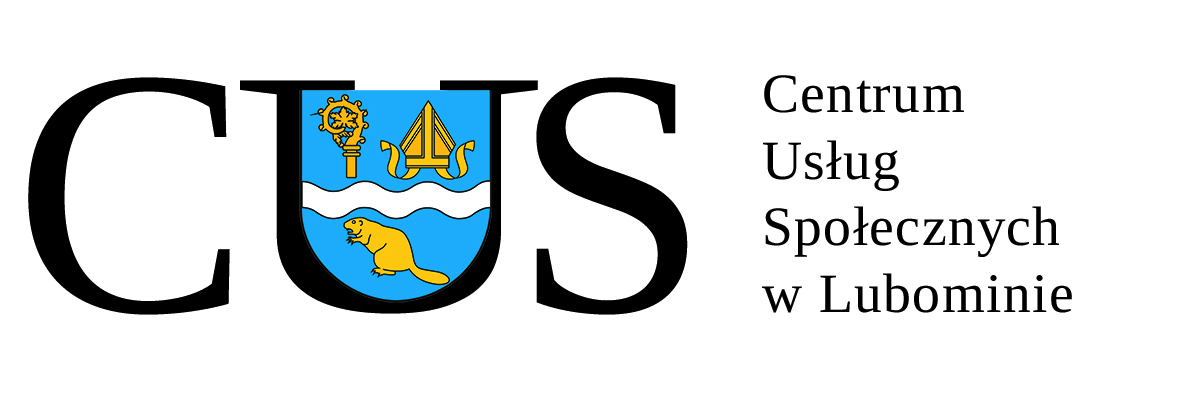 CUS
Centrum
Usług
Społecznych
w Lubominie